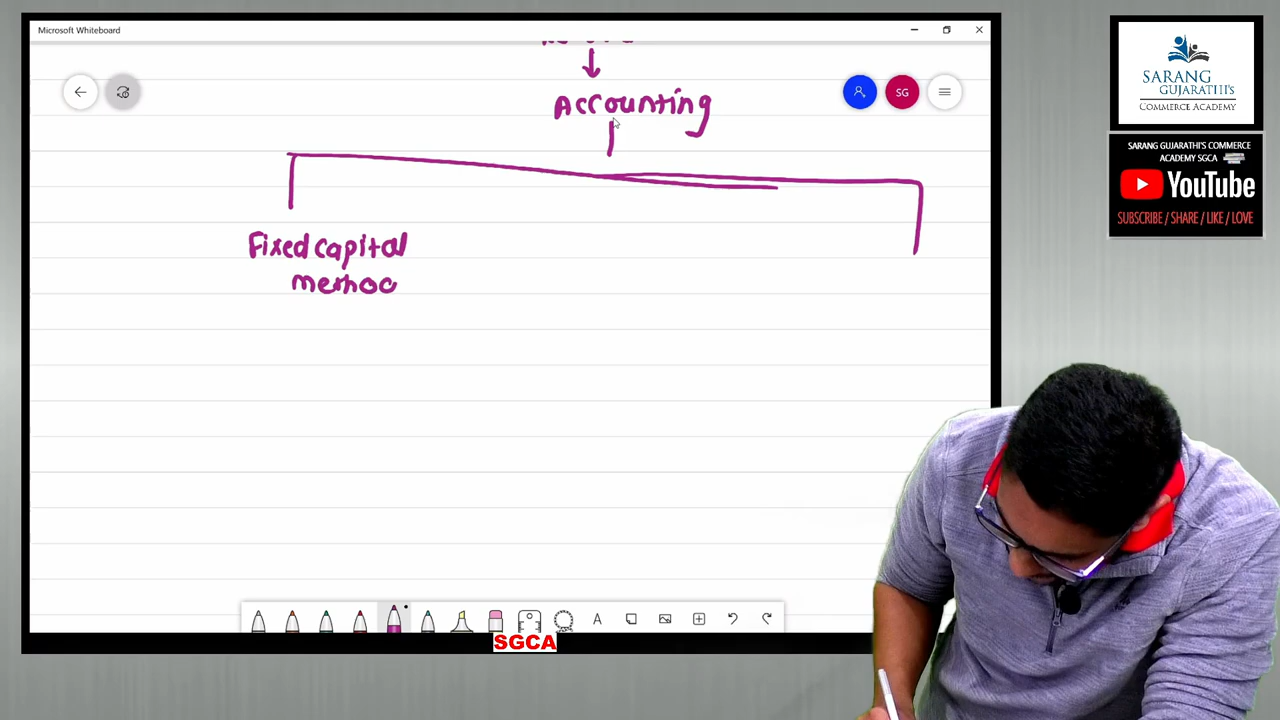 Microsoft Whiteboard
SG
Accounting
Fixed capital
method
A
SGCA
SARANG
GUJARATHI'S
COMMERCE ACADEMY
SARANG GUJARATHI'S COMMERCE
ACADEMY SGCA
YouTube
SUBSCRIBE / SHARE / LIKE / LOVE